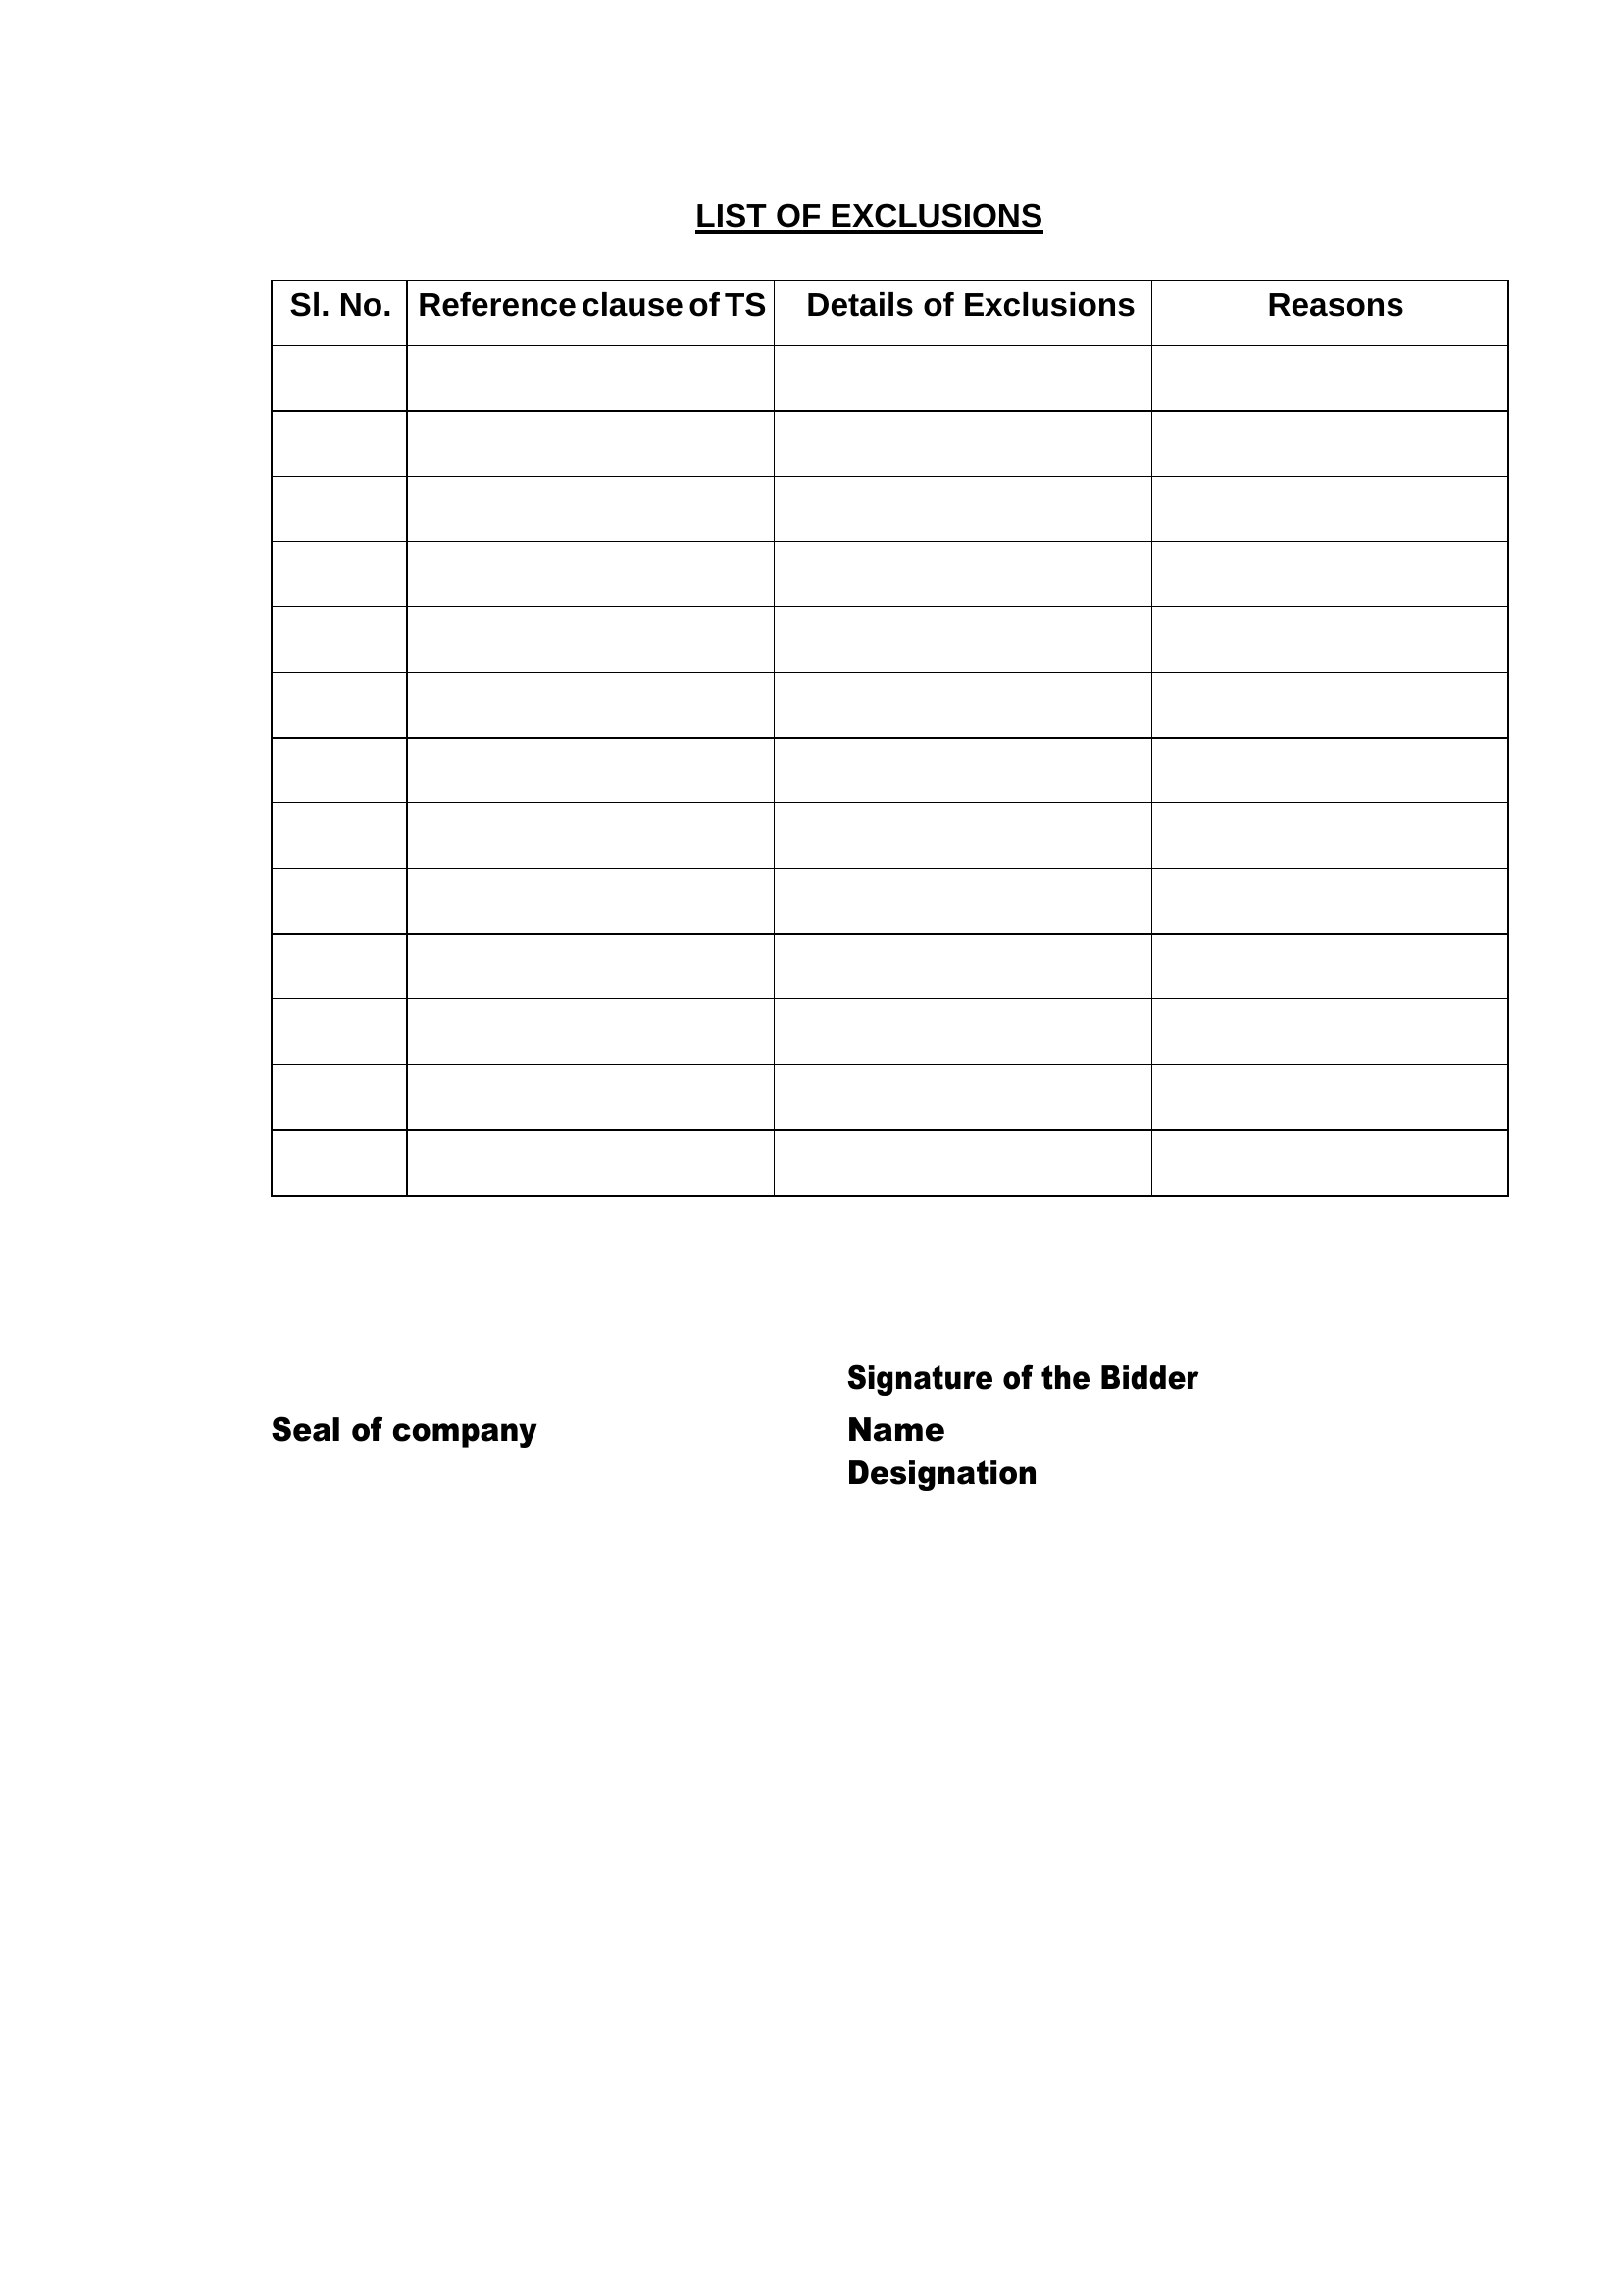 LIST OF EXCLUSIONS
Sl. No. Reference clause of TS Details of Exclusions Reasons
Signature of the Bidder
Seal of company Name
Designation